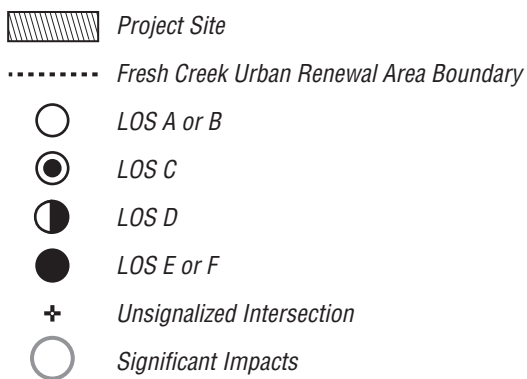 Project Site
Fresh Creek Urban Renewal Area Boundary
LOS A or B
LOS C
LOS D
LOS E or F
Unsignalized Intersection
Significant Impacts